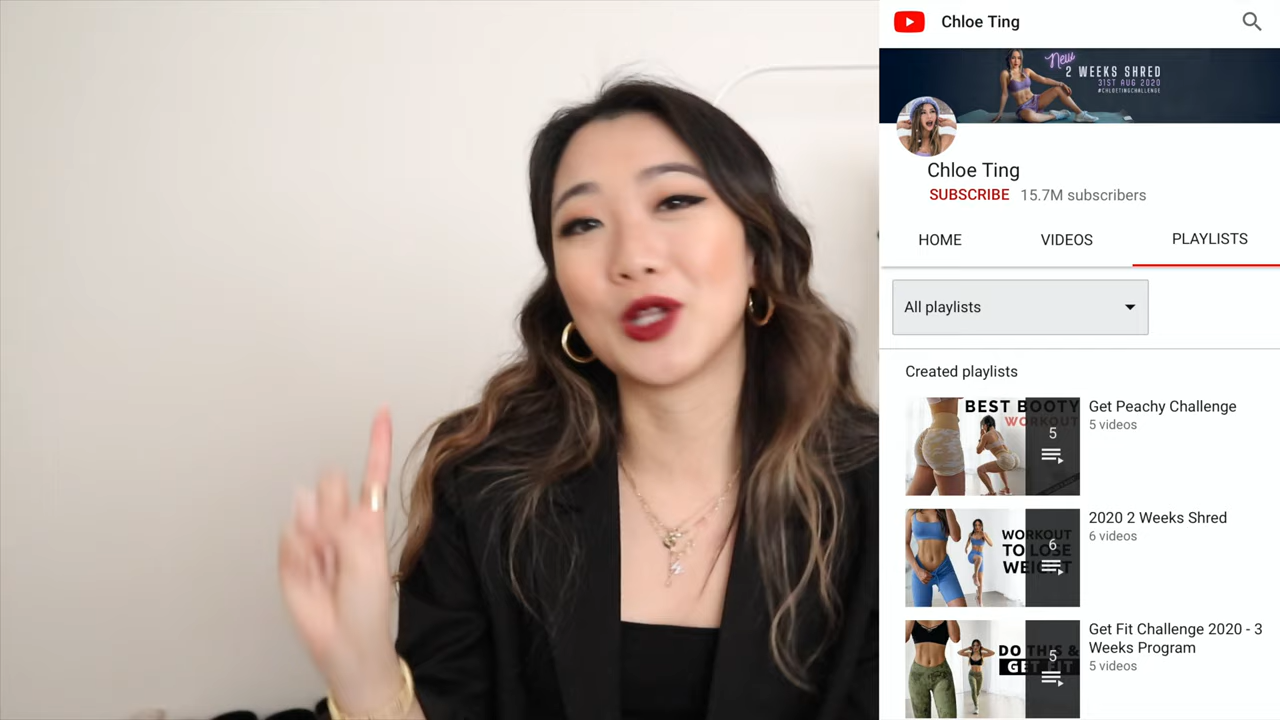 Chloe Ting
New
2 WEEKS SHRED
31ST AUG 2020
#CHLOETINGCHALLENGE
Chloe Ting
SUBSCRIBE 15.7M subscribers
HOME VIDEOS PLAYLISTS
All playlists
Created playlists
BEST BOOTY
WORKOUT
5
Get Peachy Challenge
5 videos
WORKOUT
TO LOSE
WEIGHT
6
2020 2 Weeks Shred
6 videos
DO THIS &
GET FIT
5
Get Fit Challenge 2020 - 3
Weeks Program
5 videos